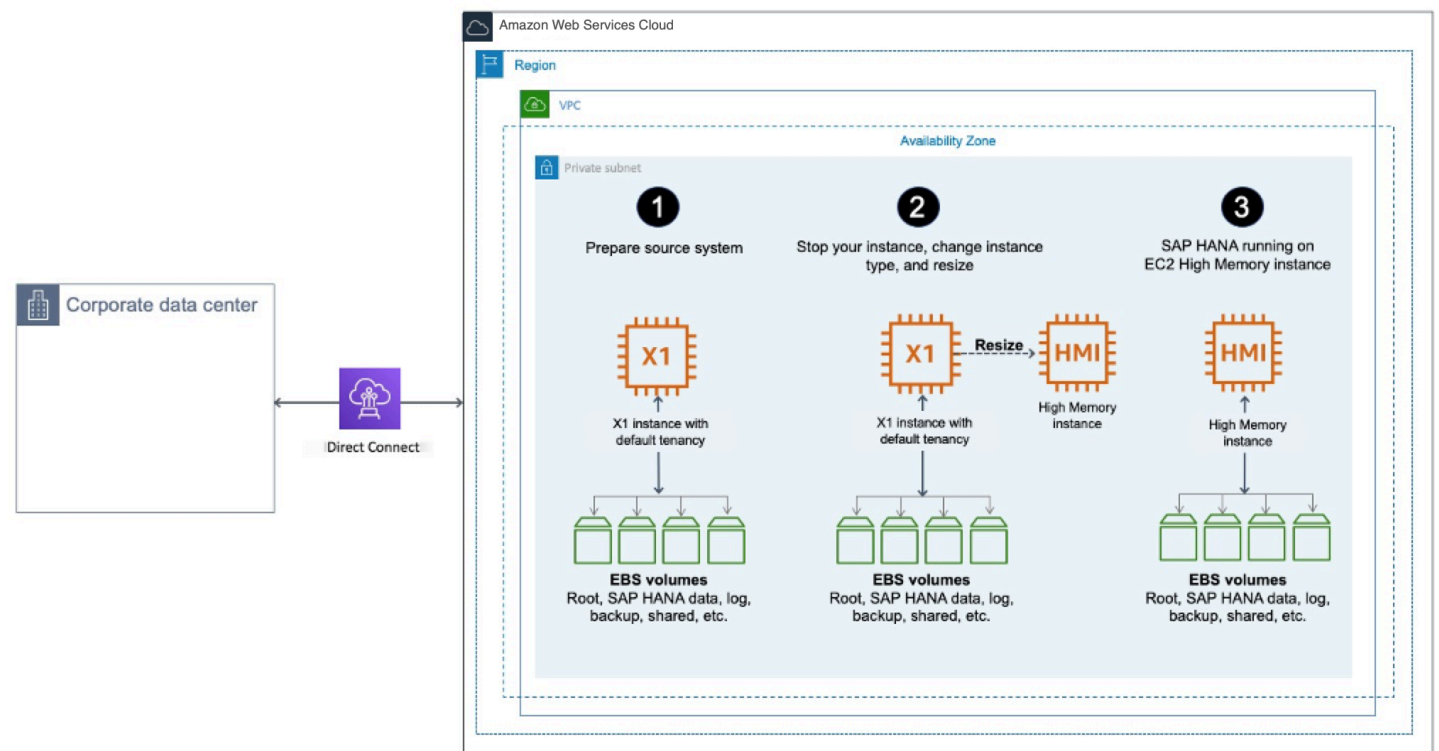 Amazon Web Services Cloud
Region
VPC
Availability Zone
Private subnet
1
Prepare source system
2
Stop your instance, change instance
type, and resize
3
SAP HANA running on
EC2 High Memory instance
Corporate data center
Direct Connect
X1
X1 instance with
default tenancy
EBS volumes
Root, SAP HANA data, log,
backup, shared, etc.
X1
Resize
HMI
High Memory
instance
X1 instance with
default tenancy
EBS volumes
Root, SAP HANA data, log,
backup, shared, etc.
HMI
High Memory
instance
EBS volumes
Root, SAP HANA data, log,
backup, shared, etc.